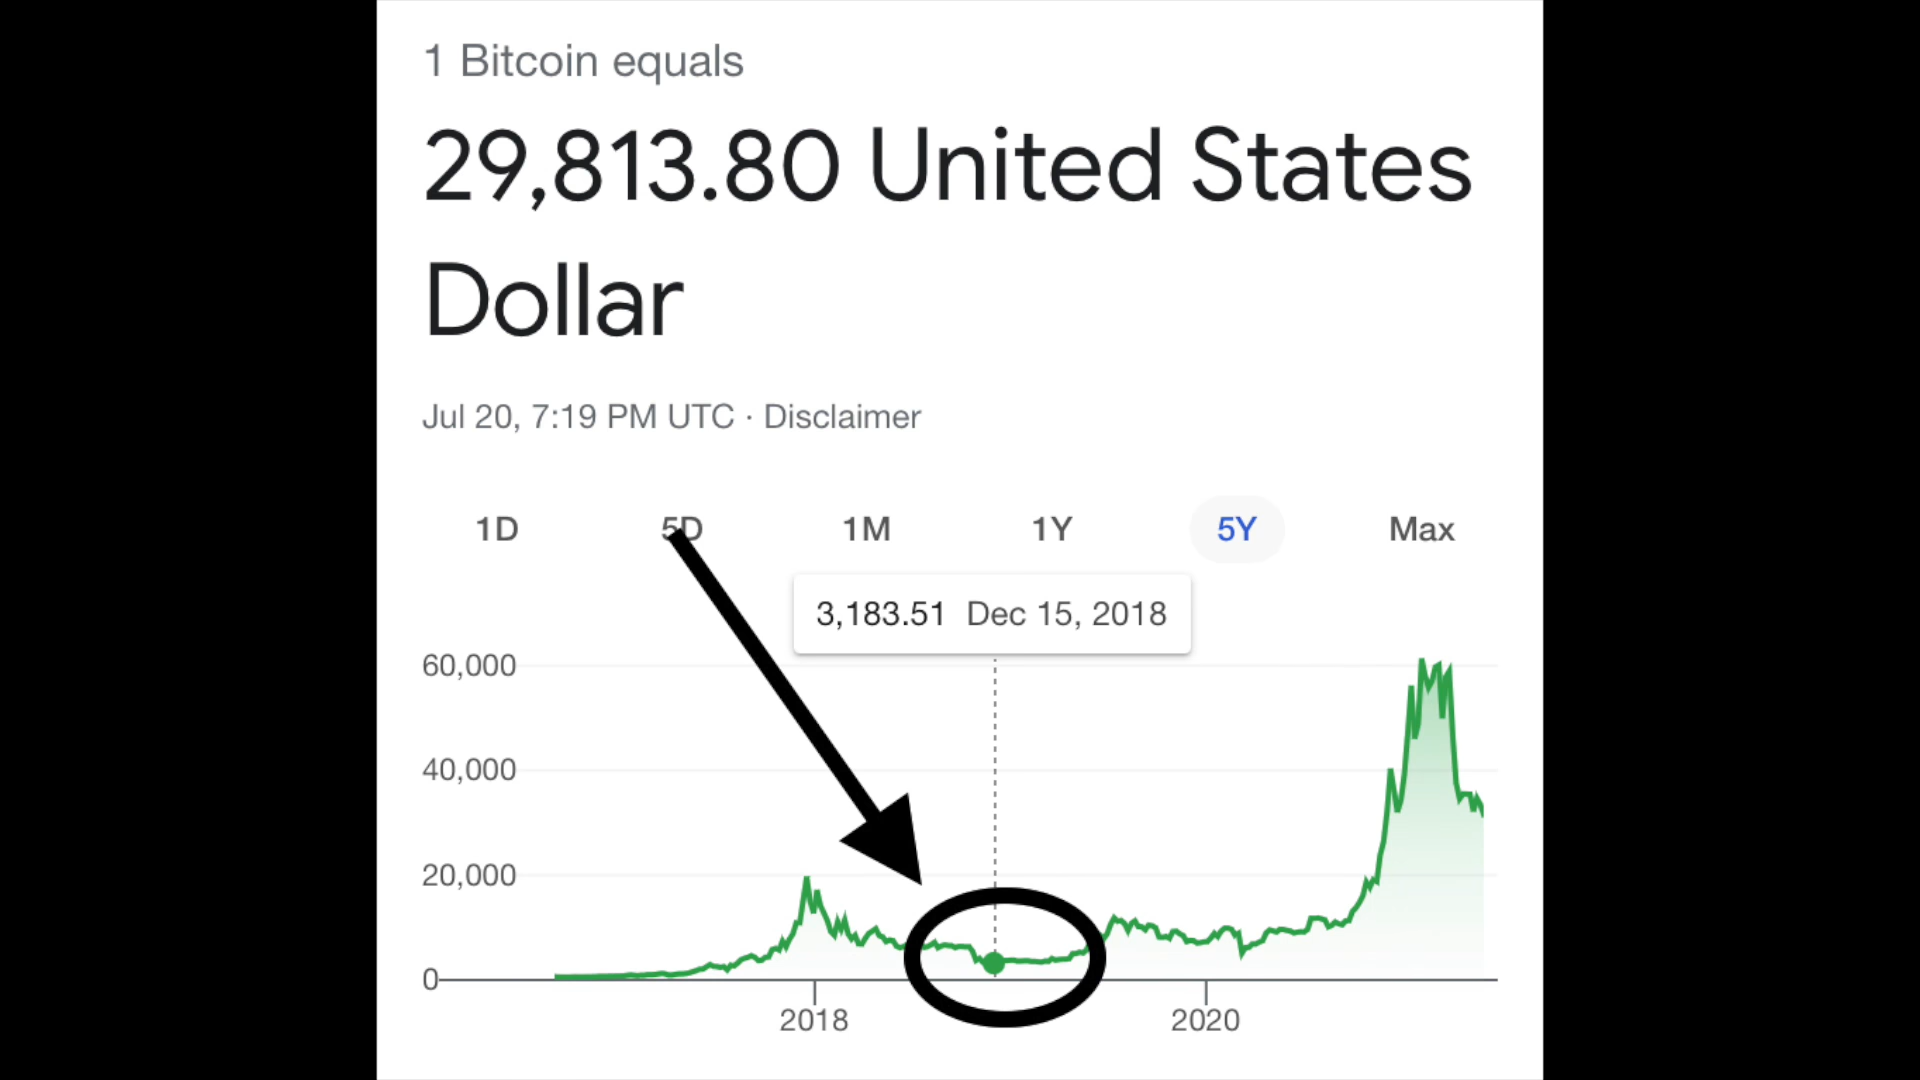 1 Bitcoin equals
29,813.80 United States
Dollar
Jul 20, 7:19 PM UTC · Disclaimer
1D 5D 1M 1Y 5Y Max
3,183.51 Dec 15, 2018
60,000
40,000
20,000
0
2018 2020